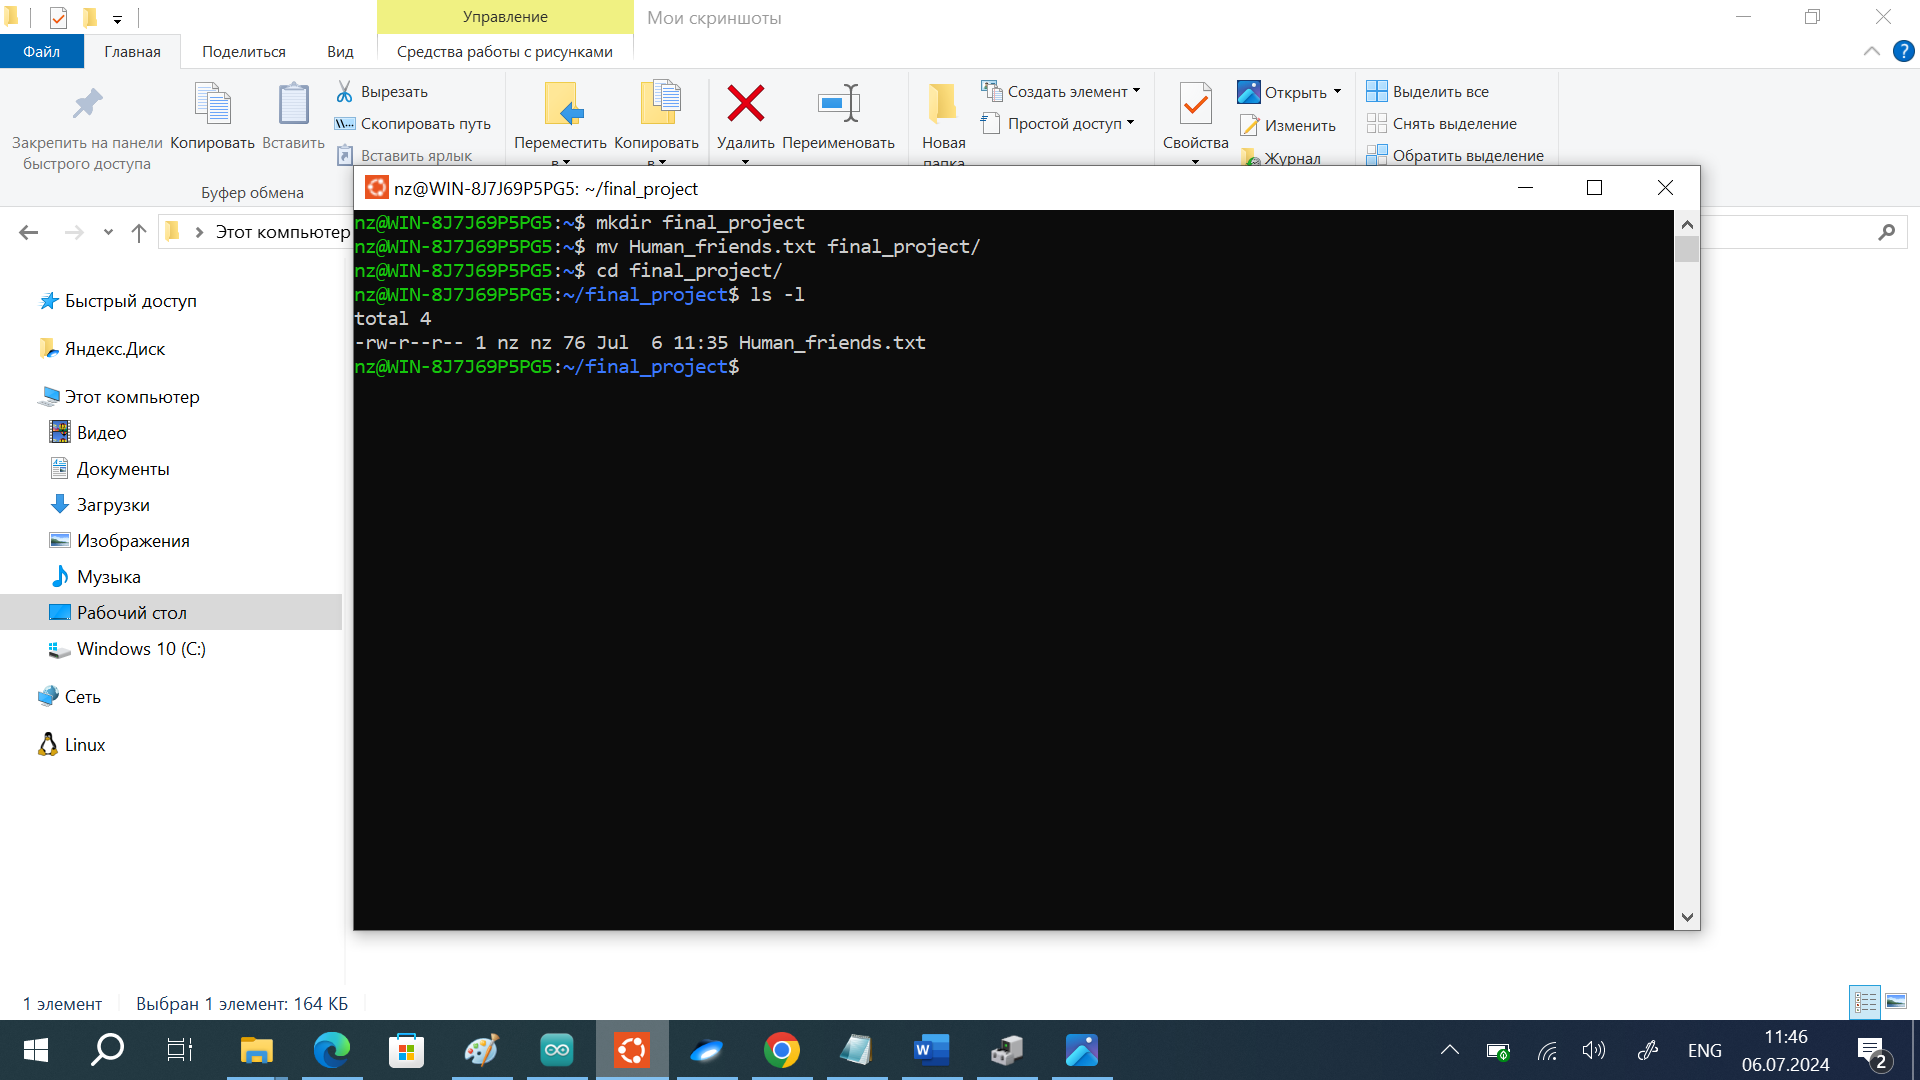 Управление
Мои скриншоты
Файл
Главная
Поделиться
Вид
Средства работы с рисунками
Закрепить на панели
быстрого доступа
Копировать
Вставить
Вырезать
Скопировать путь
Вставить ярлык
Буфер обмена
Переместить
в
Копировать
в
Удалить
Переименовать
Новая
папка
Создать элемент
Простой доступ
Свойства
Открыть
Изменить
Журнал
Выделить все
Снять выделение
Обратить выделение
Этот компьютер
nz@WIN-8J7J69P5PG5: ~/final_project
nz@WIN-8J7J69P5PG5:~$ mkdir final_project
nz@WIN-8J7J69P5PG5:~$ mv Human_friends.txt final_project/
nz@WIN-8J7J69P5PG5:~$ cd final_project/
nz@WIN-8J7J69P5PG5:~/final_project$ ls -l
total 4
-rw-r--r-- 1 nz nz 76 Jul  6 11:35 Human_friends.txt
nz@WIN-8J7J69P5PG5:~/final_project$
Быстрый доступ
Яндекс.Диск
Этот компьютер
Видео
Документы
Загрузки
Изображения
Музыка
Рабочий стол
Windows 10 (C:)
Сеть
Linux
1 элемент
Выбран 1 элемент: 164 КБ
ENG
11:46
06.07.2024
2